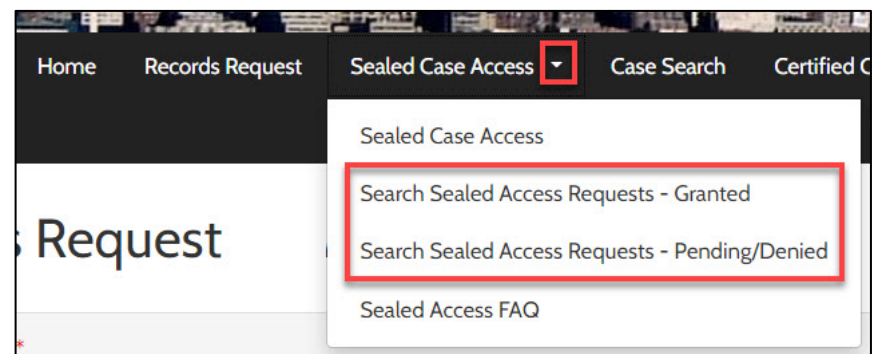 Home Records Request Sealed Case Access Case Search Certified C
Sealed Case Access
Search Sealed Access Requests - Granted
Request
Search Sealed Access Requests - Pending/Denied
Sealed Access FAQ
*